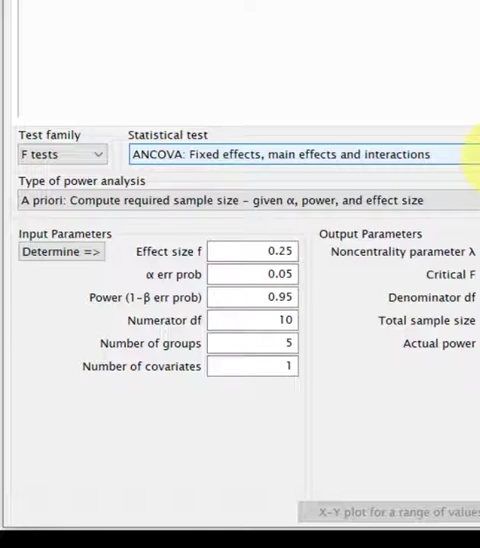 Test family
Statistical test
F tests
ANCOVA: Fixed effects, main effects and interactions
Type of power analysis
A priori: Compute required sample size – given α, power, and effect size
Input Parameters
Output Parameters
Determine =>
Effect size f
0.25
Noncentrality parameter λ
α err prob
0.05
Critical F
Power (1-β err prob)
0.95
Denominator df
Numerator df
10
Total sample size
Number of groups
5
Actual power
Number of covariates
1
X-Y plot for a range of values